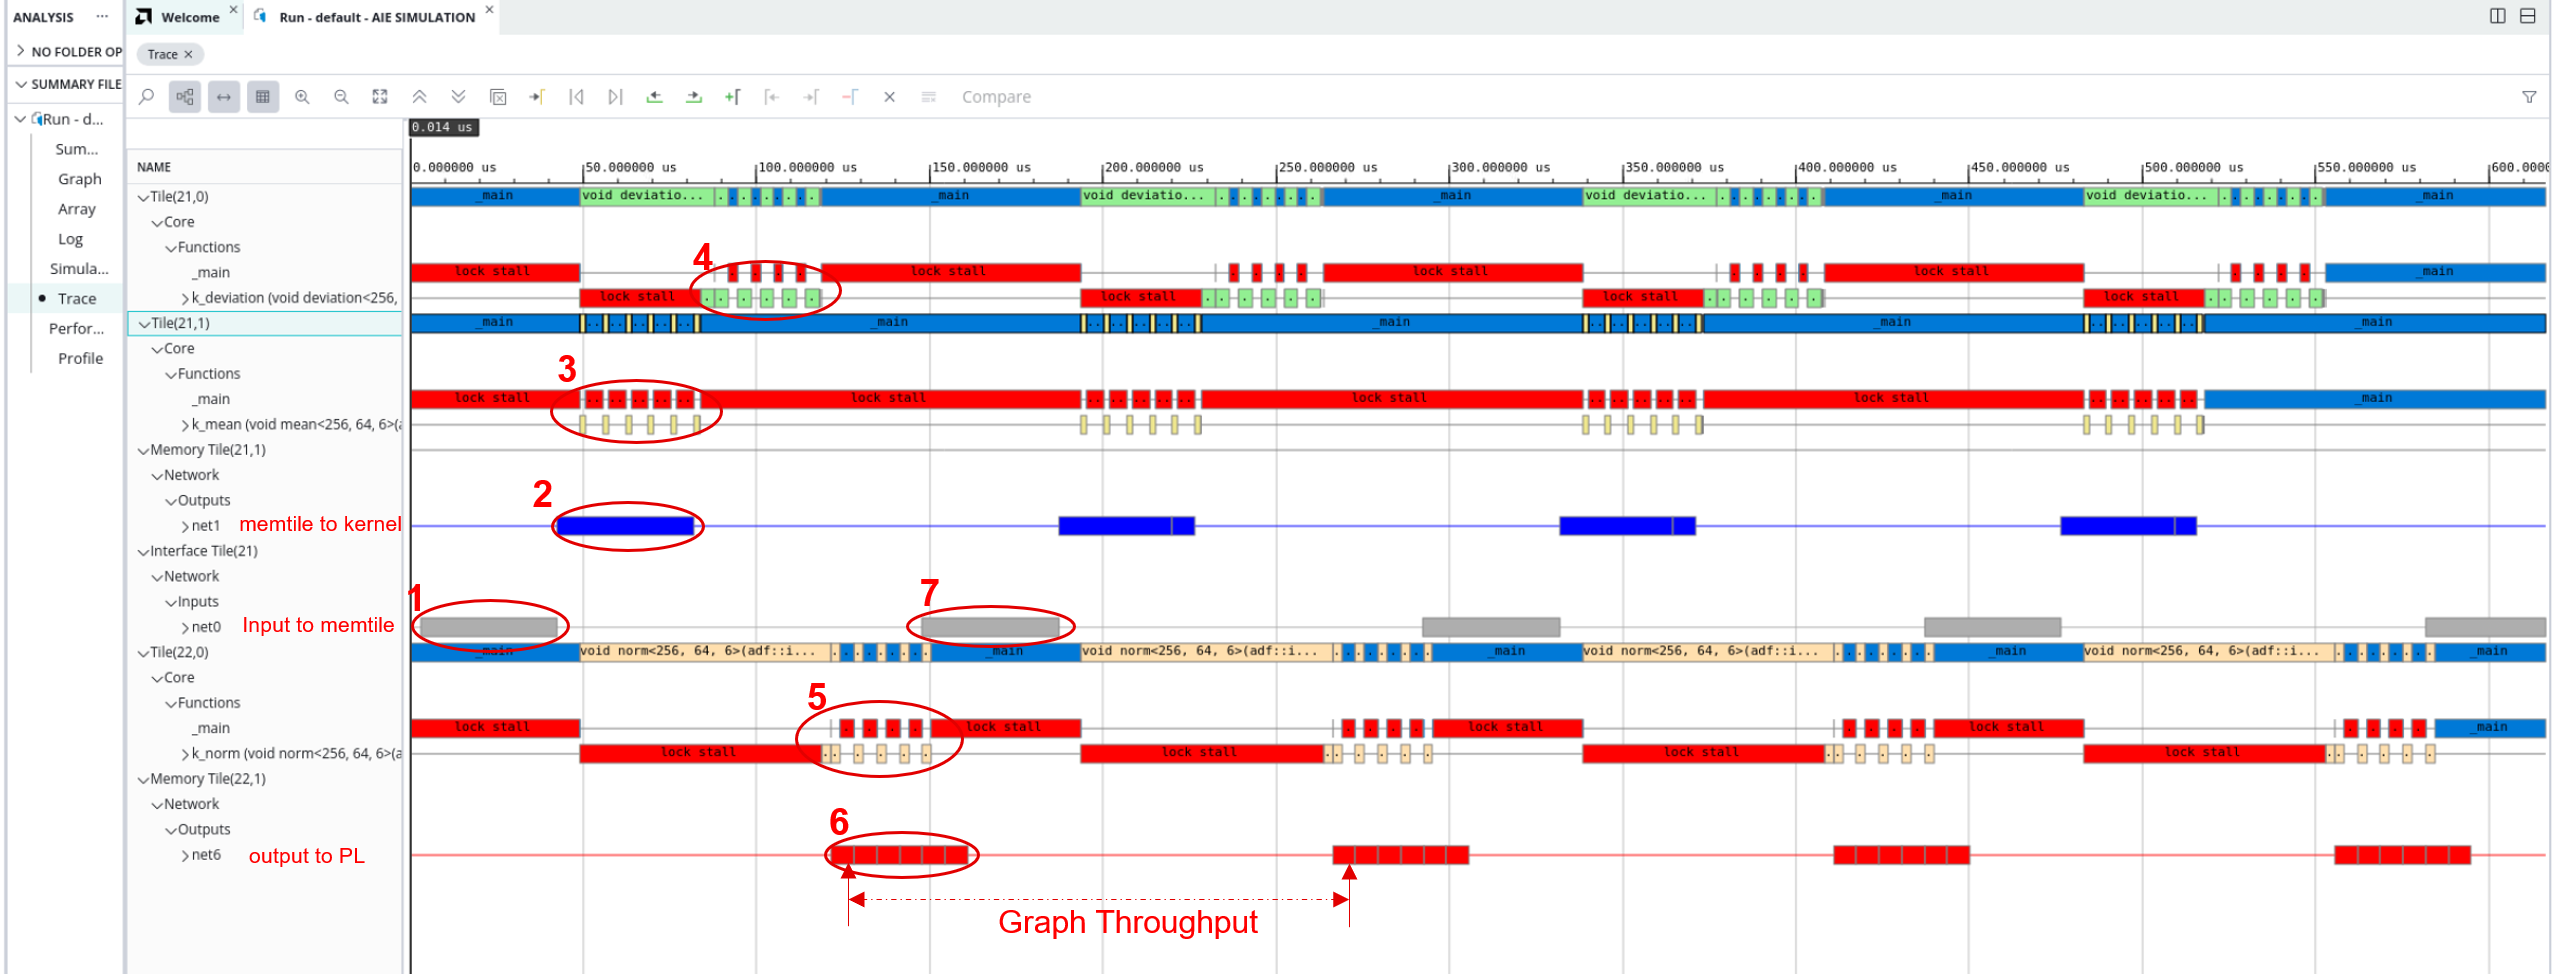 ANALYSIS ...
Welcome × Run - default - AIE SIMULATION ×
NO FOLDER OP
Trace ×
SUMMARY FILE
Compare
Run - d...
0.014 us
Sum...
NAME 0.000000 us 50.000000 us 100.000000 us 150.000000 us 200.000000 us 250.000000 us 300.000000 us 350.000000 us 400.000000 us 450.000000 us 500.000000 us 550.000000 us 600.0000
Graph
Tile(21,0) _main void deviatio... _main void deviatio... _main void deviatio... _main void deviatio... _main
Array
Core
Log
Functions
4
Simula...
_main lock stall lock stall lock stall lock stall _main
Trace
k_deviation (void deviation<256, lock stall lock stall lock stall lock stall
Perfor...
Tile(21,1) _main _main _main _main _main
Core
Profile
Functions
3
_main lock stall lock stall lock stall lock stall _main
k_mean (void mean<256, 64, 6>(a
Memory Tile(21,1)
Network
2
Outputs
net1 memtile to kernel
Interface Tile(21)
Network
1 7
Inputs
net0 Input to memtile
Tile(22,0) _main void norm<256, 64, 6>(adf::i... _main void norm<256, 64, 6>(adf::i... _main void norm<256, 64, 6>(adf::i... _main void norm<256, 64, 6>(adf::i... _main
Core
5
Functions
_main lock stall lock stall lock stall lock stall _main
k_norm (void norm<256, 64, 6>(a lock stall lock stall lock stall lock stall
Memory Tile(22,1)
Network
6
Outputs
net6 output to PL
Graph Throughput